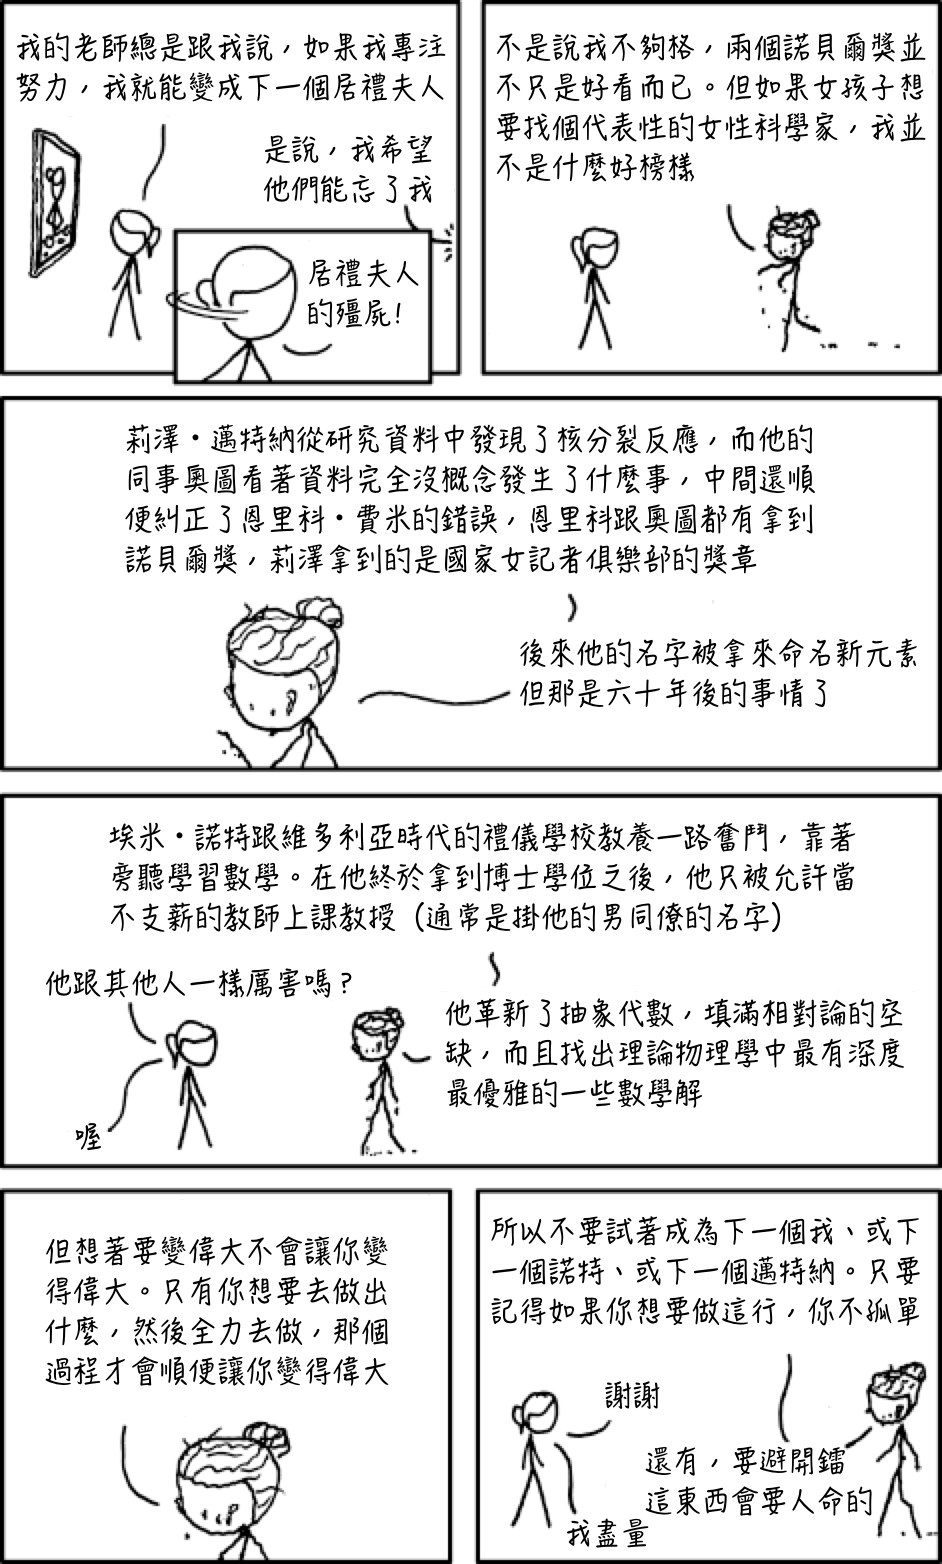 我的老師總是跟我說，如果我專注
努力，我就能變成下一個居禮夫人
是說，我希望
他們能忘了我
居禮夫人
的殭屍!
不是說我不夠格，兩個諾貝爾獎並
不只是好看而已。但如果女孩子想
要找個代表性的女性科學家，我並
不是什麼好榜樣
莉澤・邁特納從研究資料中發現了核分裂反應，而他的
同事奧圖看著資料完全沒概念發生了什麼事，中間還順
便糾正了恩里科・費米的錯誤，恩里科跟奧圖都有拿到
諾貝爾獎，莉澤拿到的是國家女記者俱樂部的獎章
後來他的名字被拿來命名新元素
但那是六十年後的事情了
埃米・諾特跟維多利亞時代的禮儀學校教養一路奮鬥，靠著
旁聽學習數學。在他終於拿到博士學位之後，他只被允許當
不支薪的教師上課教授（通常是掛他的男同僚的名字）
他跟其他人一樣厲害嗎？
他革新了抽象代數，填滿相對論的空
缺，而且找出理論物理學中最有深度
最優雅的一些數學解
喔
但想著要變偉大不會讓你變
得偉大。只有你想要去做出
什麼，然後全力去做，那個
過程才會順便讓你變得偉大
所以不要試著成為下一個我、或下
一個諾特、或下一個邁特納。只要
記得如果你想要做這行，你不孤單
謝謝
還有，要避開鐳
這東西會要人命的
我盡量